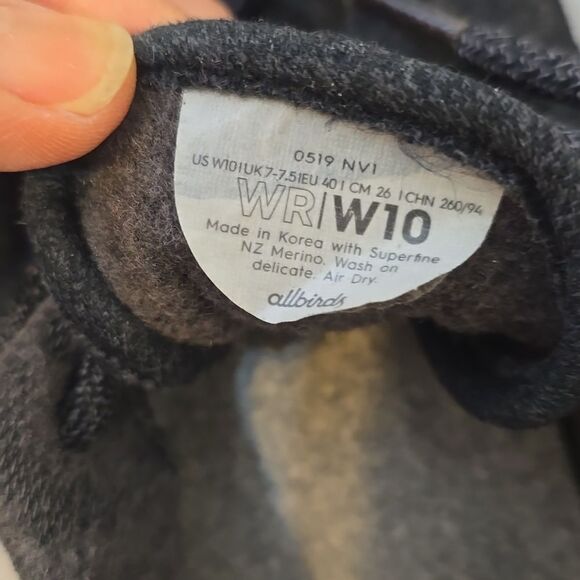 0519 NV1
US W10 | UK 7-7.5 | EU 40 | CM 26 | CHN 260/94
WR|W10
Made in Korea with Superfine
NZ Merino. Wash on
delicate. Air Dry.
allbirds